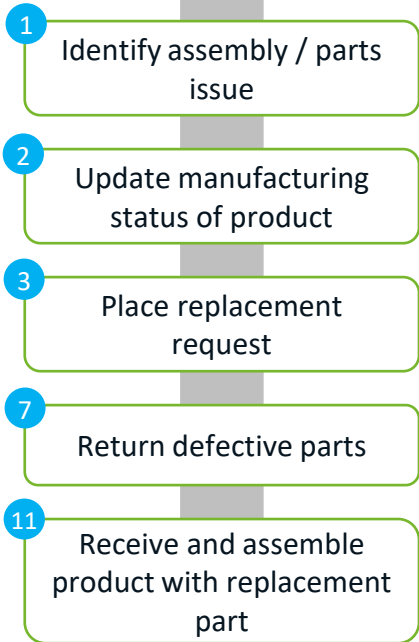 1
Identify assembly / parts
issue
2
Update manufacturing
status of product
3
Place replacement
request
7
Return defective parts
11
Receive and assemble
product with replacement
part